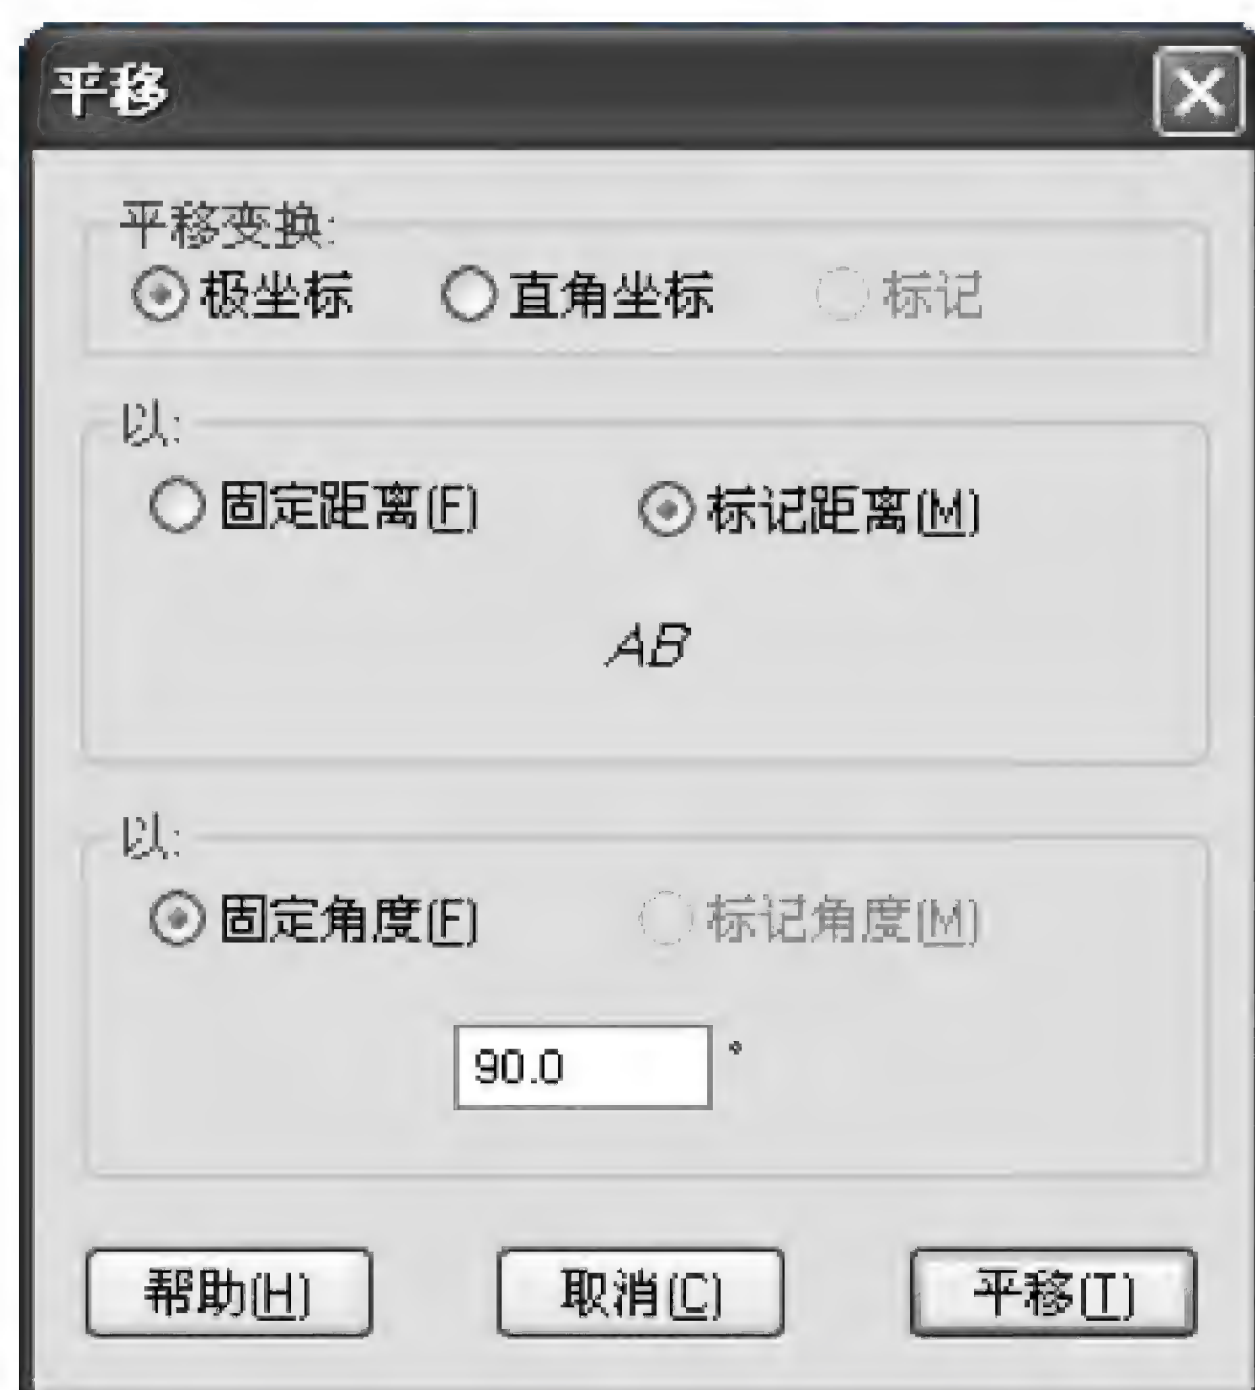 平移
平移变换:
极坐标 直角坐标 标记
以:
固定距离(F) 标记距离(M)
AB
以:
固定角度(F) 标记角度(M)
90.0 °
帮助(H) 取消(C) 平移(T)